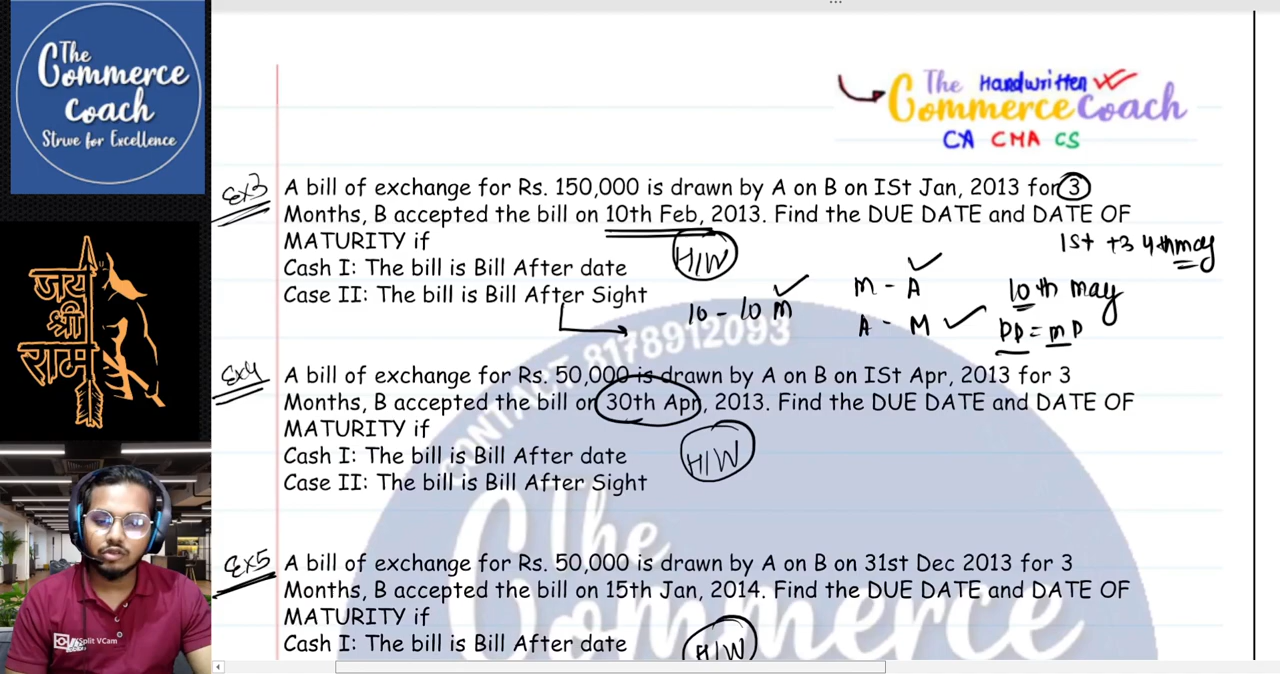 The
Commerce
Coach
Strive for Excellence
जय
श्री
राम
Split VCam
The Handwritten
Commerce Coach
CA CMA CS
Ex3 A bill of exchange for Rs. 150,000 is drawn by A on B on ISt Jan, 2013 for 3
Months, B accepted the bill on 10th Feb, 2013. Find the DUE DATE and DATE OF
MATURITY if
1st +3 4th may
Cash I: The bill is Bill After date
H/W
Case II: The bill is Bill After Sight
10 - 10 M
M - A
A - M
10th may
DD = MD
CONTACT 8178912093
Ex4 A bill of exchange for Rs. 50,000 is drawn by A on B on ISt Apr, 2013 for 3
Months, B accepted the bill on 30th Apr, 2013. Find the DUE DATE and DATE OF
MATURITY if
Cash I: The bill is Bill After date
H/W
Case II: The bill is Bill After Sight
The
Commerce
Ex5 A bill of exchange for Rs. 50,000 is drawn by A on B on 31st Dec 2013 for 3
Months, B accepted the bill on 15th Jan, 2014. Find the DUE DATE and DATE OF
MATURITY if
Cash I: The bill is Bill After date
H/W